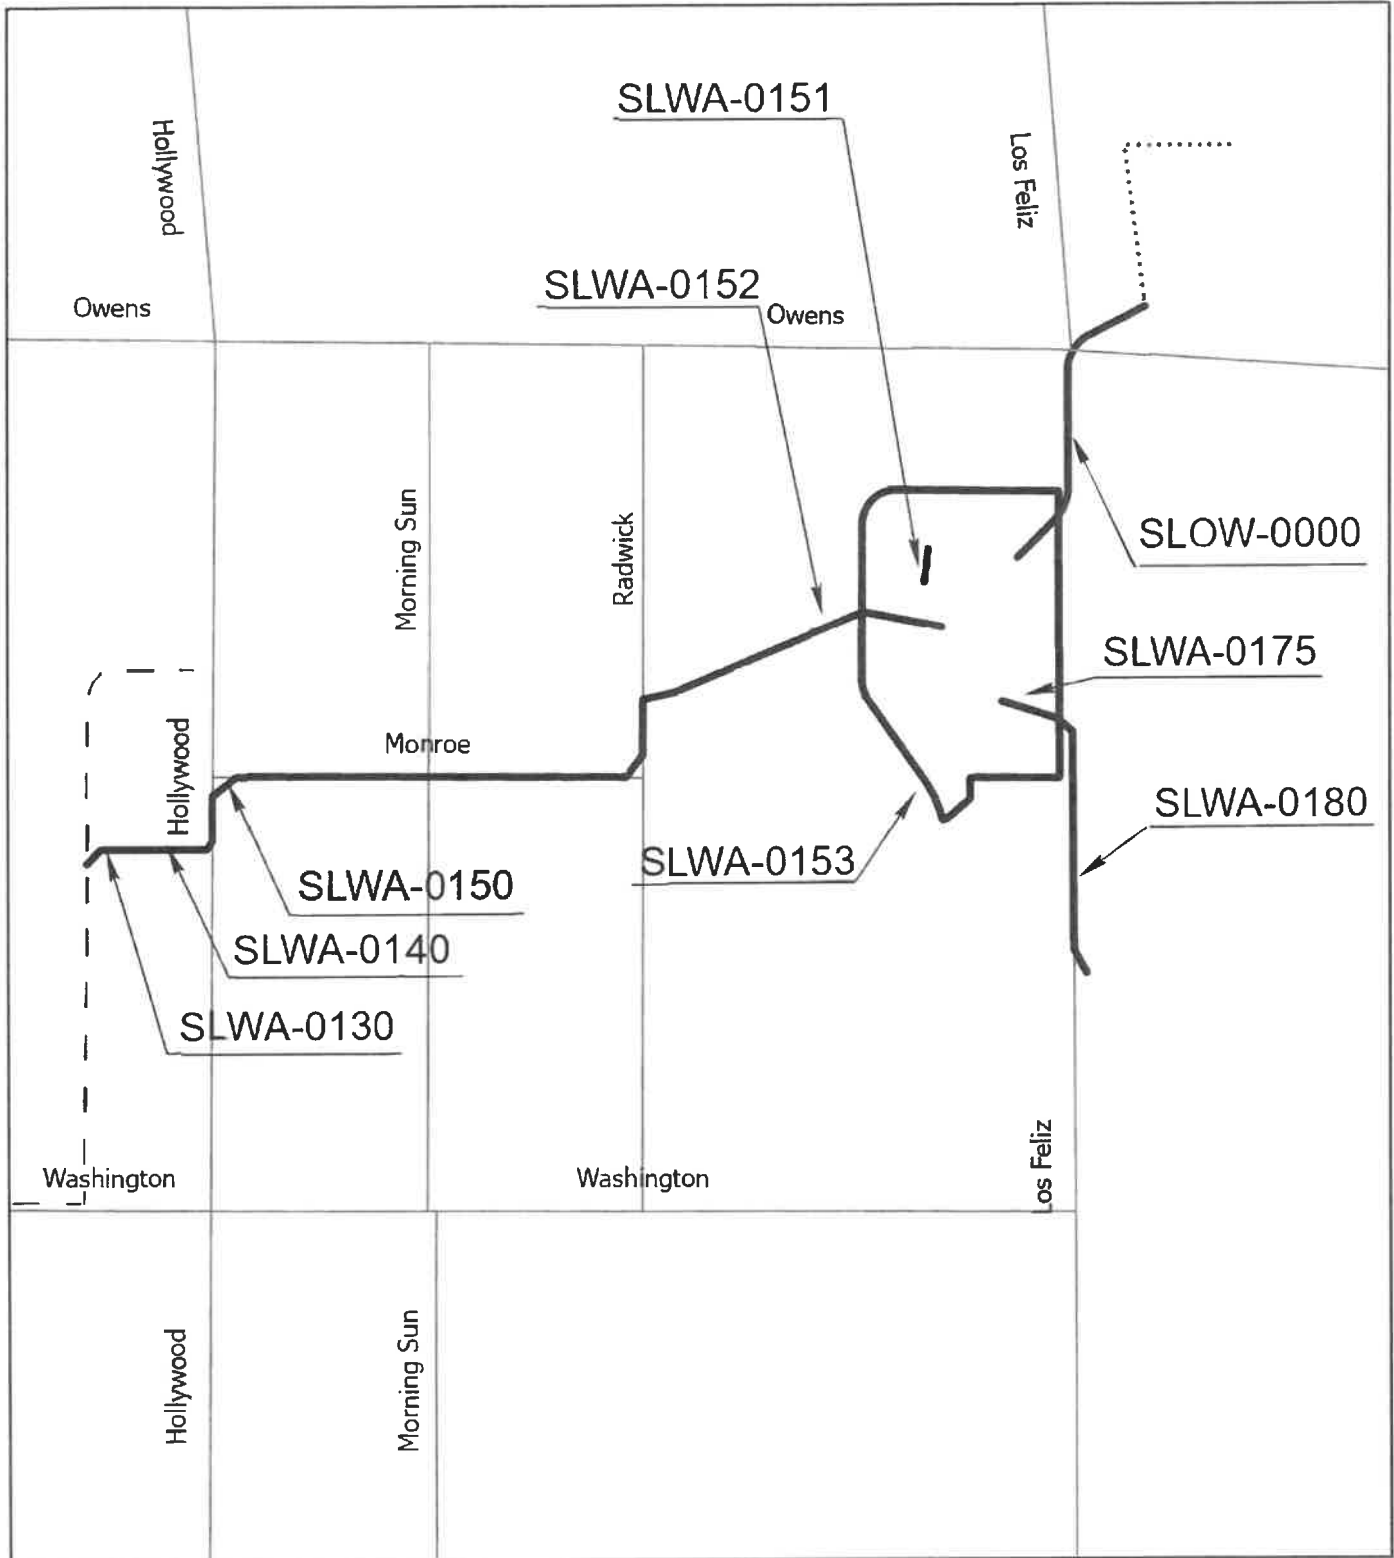 SLWA-0151
Hollywood
Los Feliz
SLWA-0152
Owens
Owens
SLOW-0000
Morning Sun
Radwick
SLWA-0175
Hollywood
Monroe
SLWA-0180
SLWA-0153
SLWA-0150
SLWA-0140
SLWA-0130
Washington
Washington
Los Feliz
Hollywood
Morning Sun